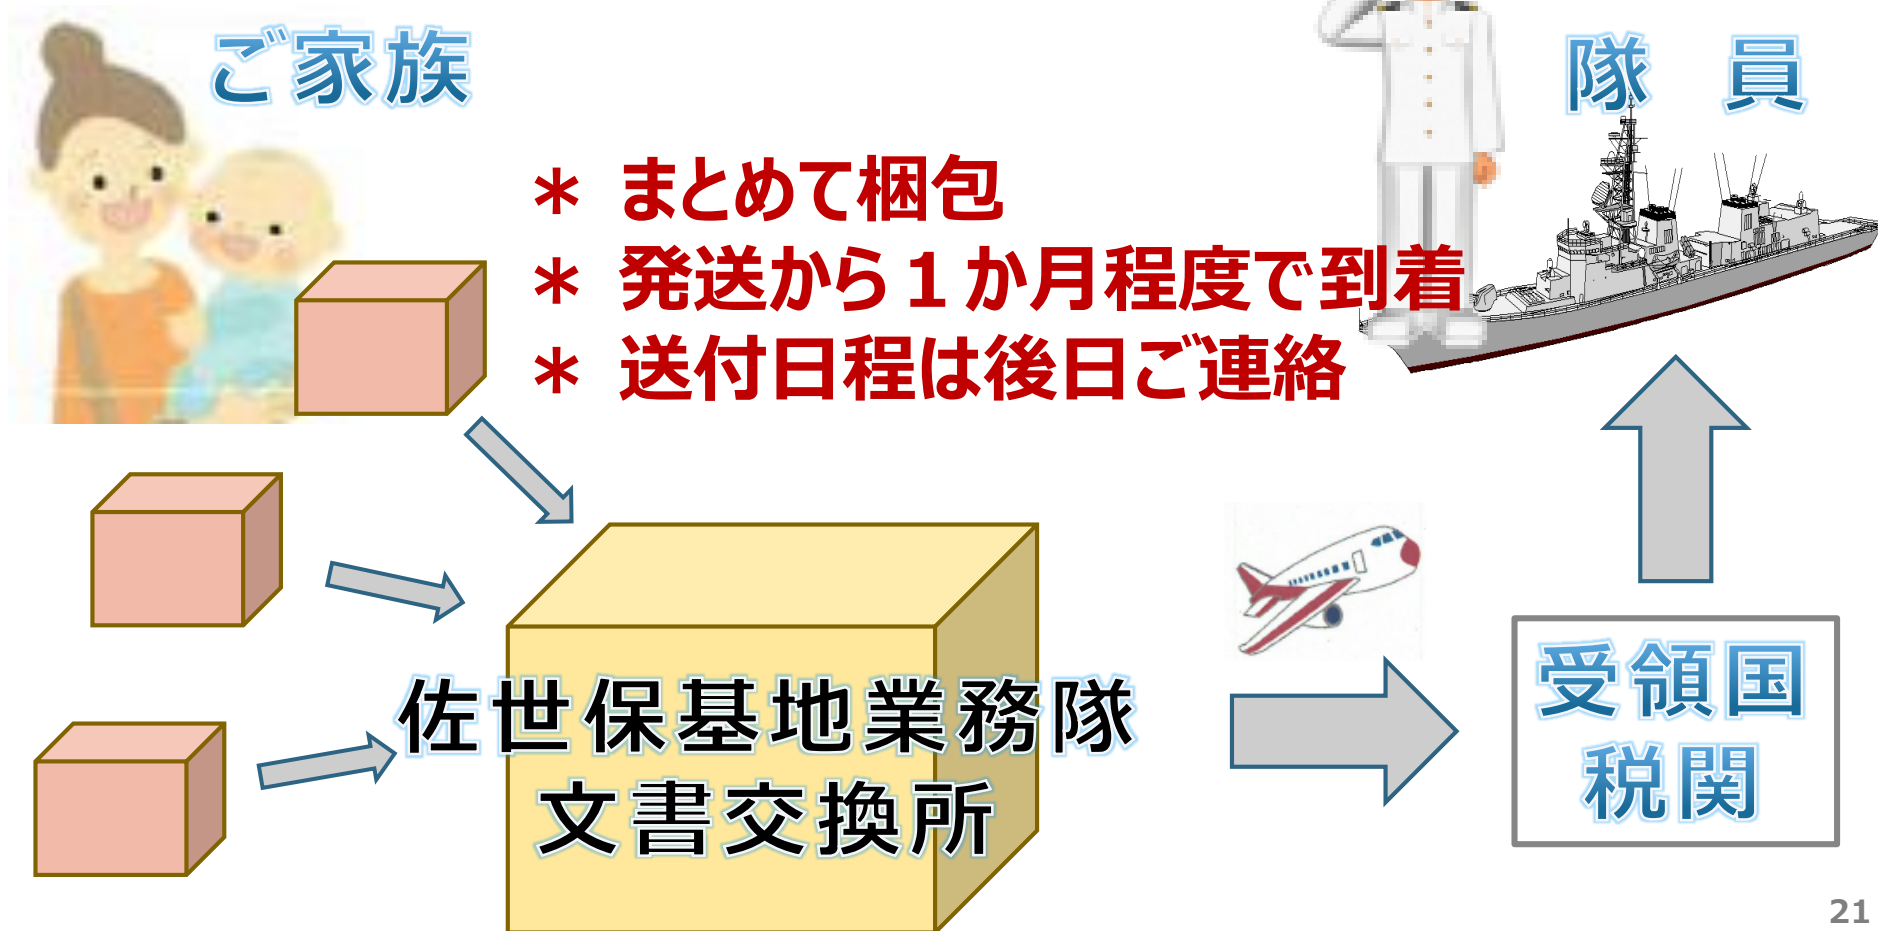 ご家族
隊 員
＊ まとめて梱包
＊ 発送から１か月程度で到着
＊ 送付日程は後日ご連絡
佐世保基地業務隊
文書交換所
受領国
税関
21